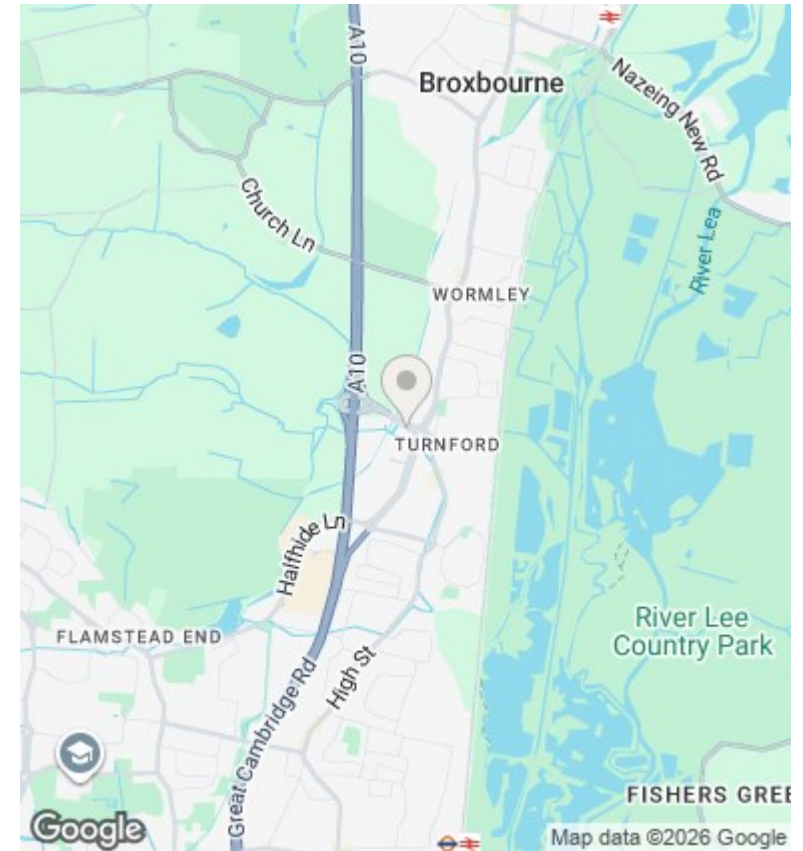 A10
Broxbourne
Nazeing New Rd
Church Ln
River Lea
WORMLEY
A10
TURNFORD
Halfhide Ln
River Lee
Country Park
FLAMSTEAD END
High St
Great Cambridge Rd
FISHERS GREE
Google
Map data ©2026 Google